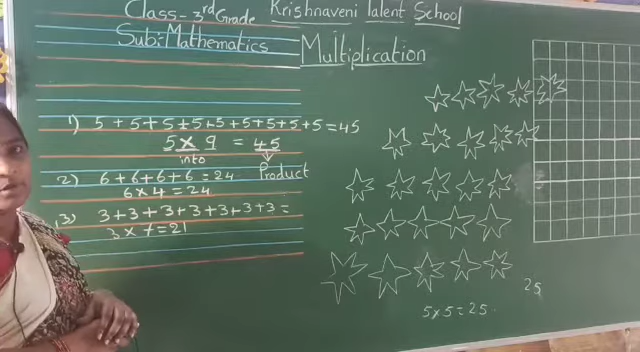 Class- 3rd Grade Krishnaveni Talent School
Sub:- Mathematics Multiplication
1) 5 + 5 + 5 + 5 + 5 + 5 + 5 + 5 + 5 = 45
5 × 9 = 45
into
Product
2) 6 + 6 + 6 + 6 = 24
6 × 4 = 24
3) 3 + 3 + 3 + 3 + 3 + 3 + 3 =
3 × 7 = 21
25
5 × 5 = 25